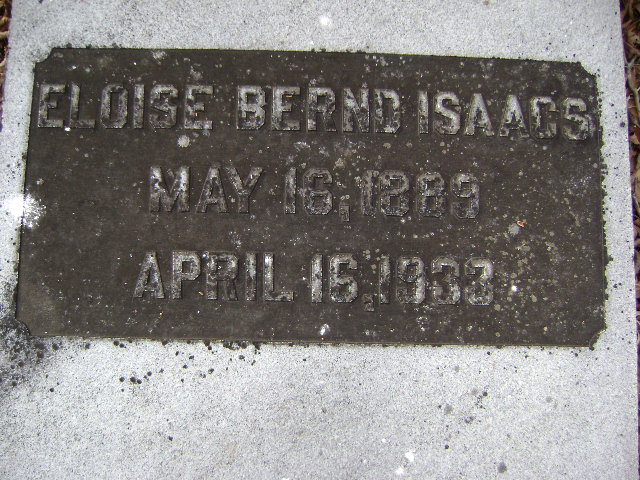 ELOISE BERND ISAACS
MAY 16, 1889
APRIL 15, 1933